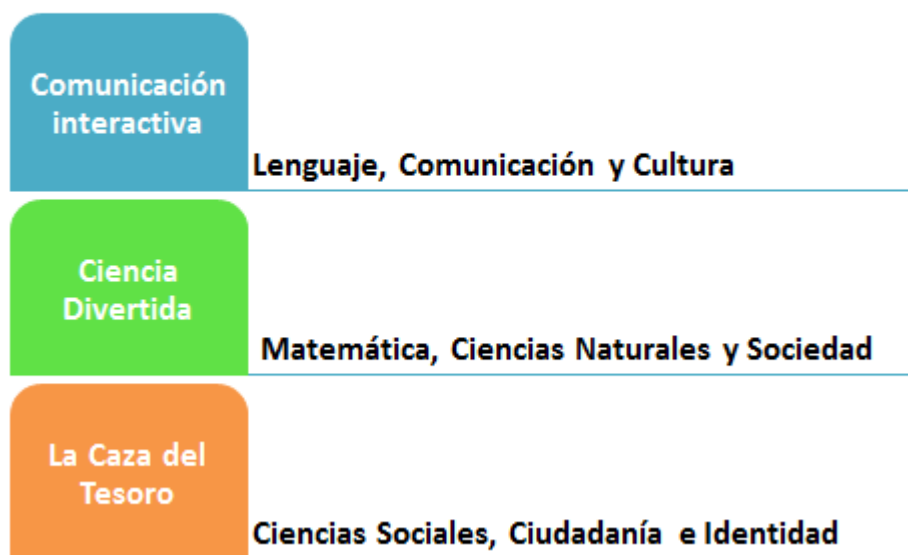 Comunicación
interactiva
Lenguaje, Comunicación y Cultura
Ciencia
Divertida
Matemática, Ciencias Naturales y Sociedad
La Caza del
Tesoro
Ciencias Sociales, Ciudadanía e Identidad